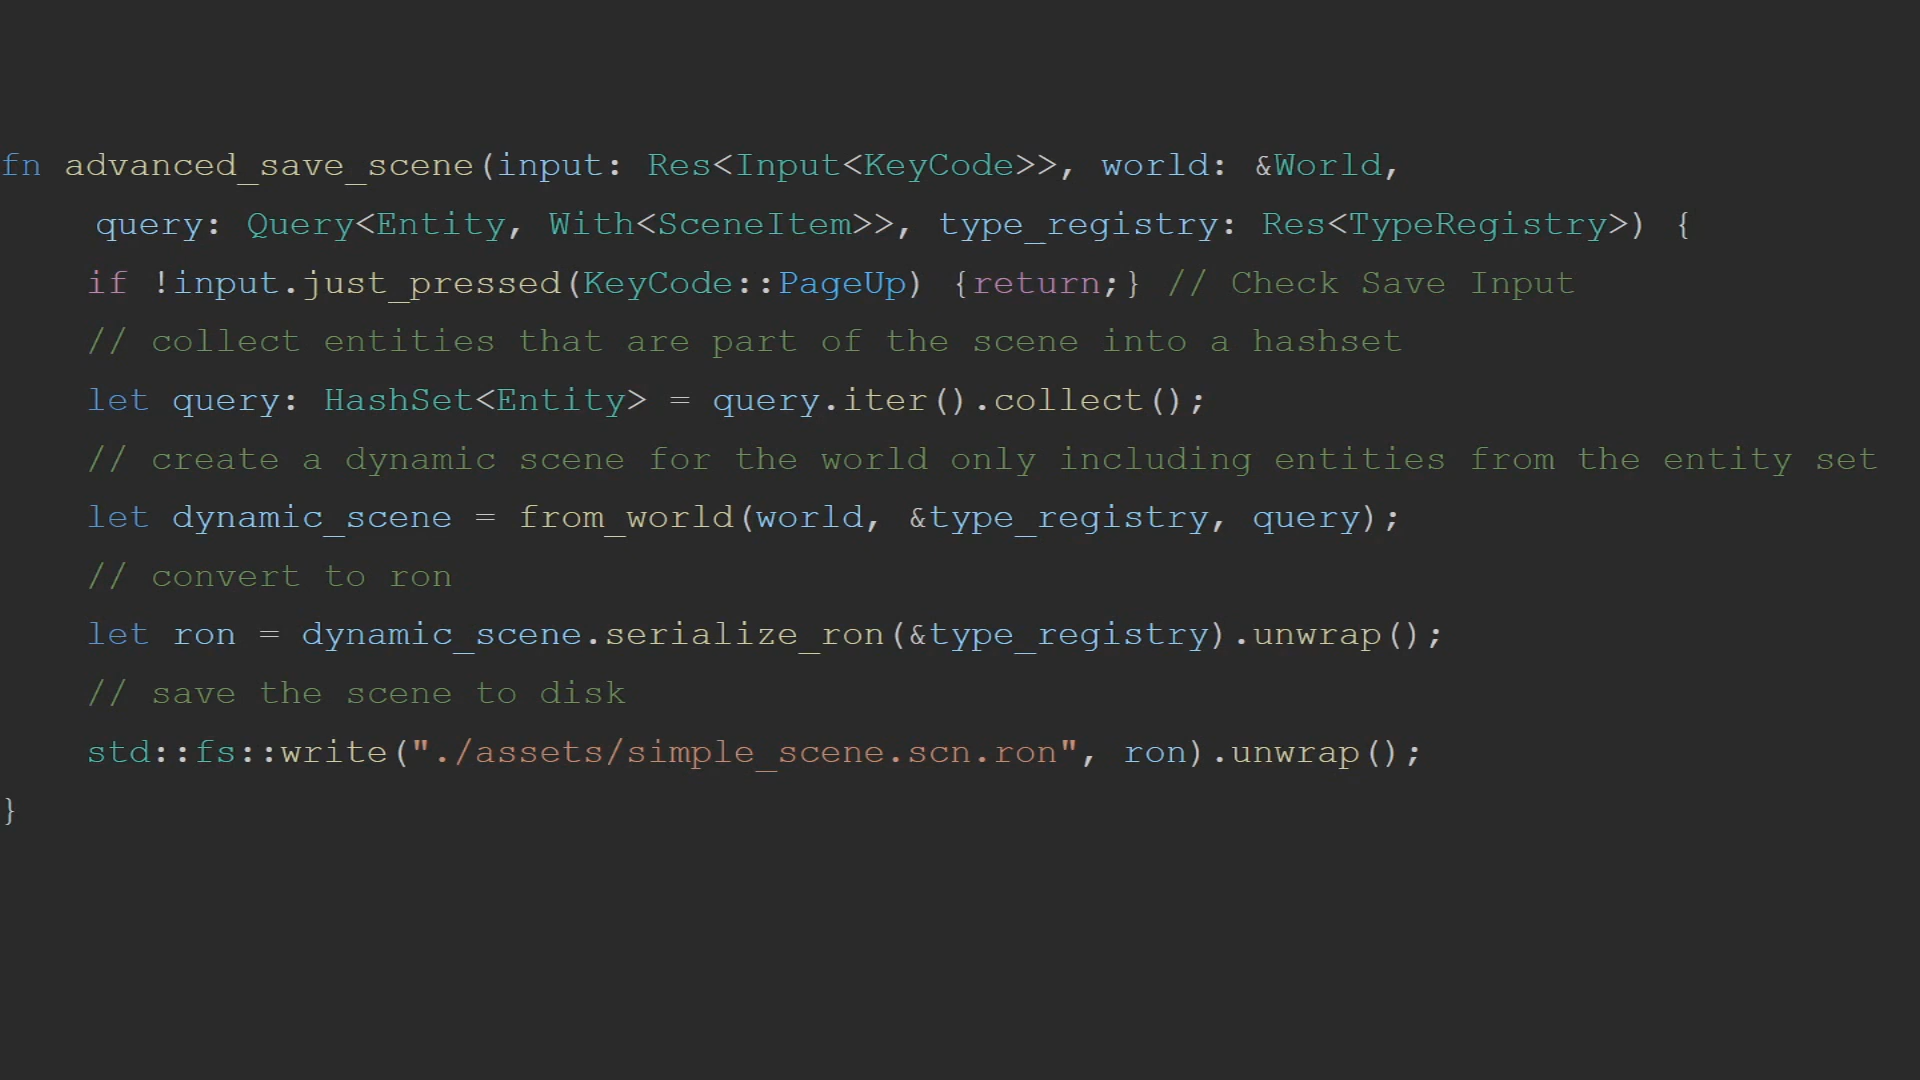 fn advanced_save_scene(input: Res<Input<KeyCode>>, world: &World,
query: Query<Entity, With<SceneItem>>, type_registry: Res<TypeRegistry>) {
if !input.just_pressed(KeyCode::PageUp) {return;} // Check Save Input
// collect entities that are part of the scene into a hashset
let query: HashSet<Entity> = query.iter().collect();
// create a dynamic scene for the world only including entities from the entity set
let dynamic_scene = from_world(world, &type_registry, query);
// convert to ron
let ron = dynamic_scene.serialize_ron(&type_registry).unwrap();
// save the scene to disk
std::fs::write("./assets/simple_scene.scn.ron", ron).unwrap();
}